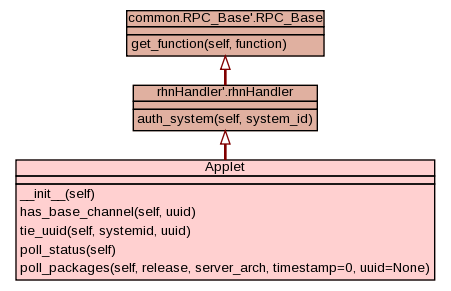 common.RPC_Base'.RPC_Base
get_function(self, function)
rhnHandler'.rhnHandler
auth_system(self, system_id)
Applet
__init__(self)
has_base_channel(self, uuid)
tie_uuid(self, systemid, uuid)
poll_status(self)
poll_packages(self, release, server_arch, timestamp=0, uuid=None)